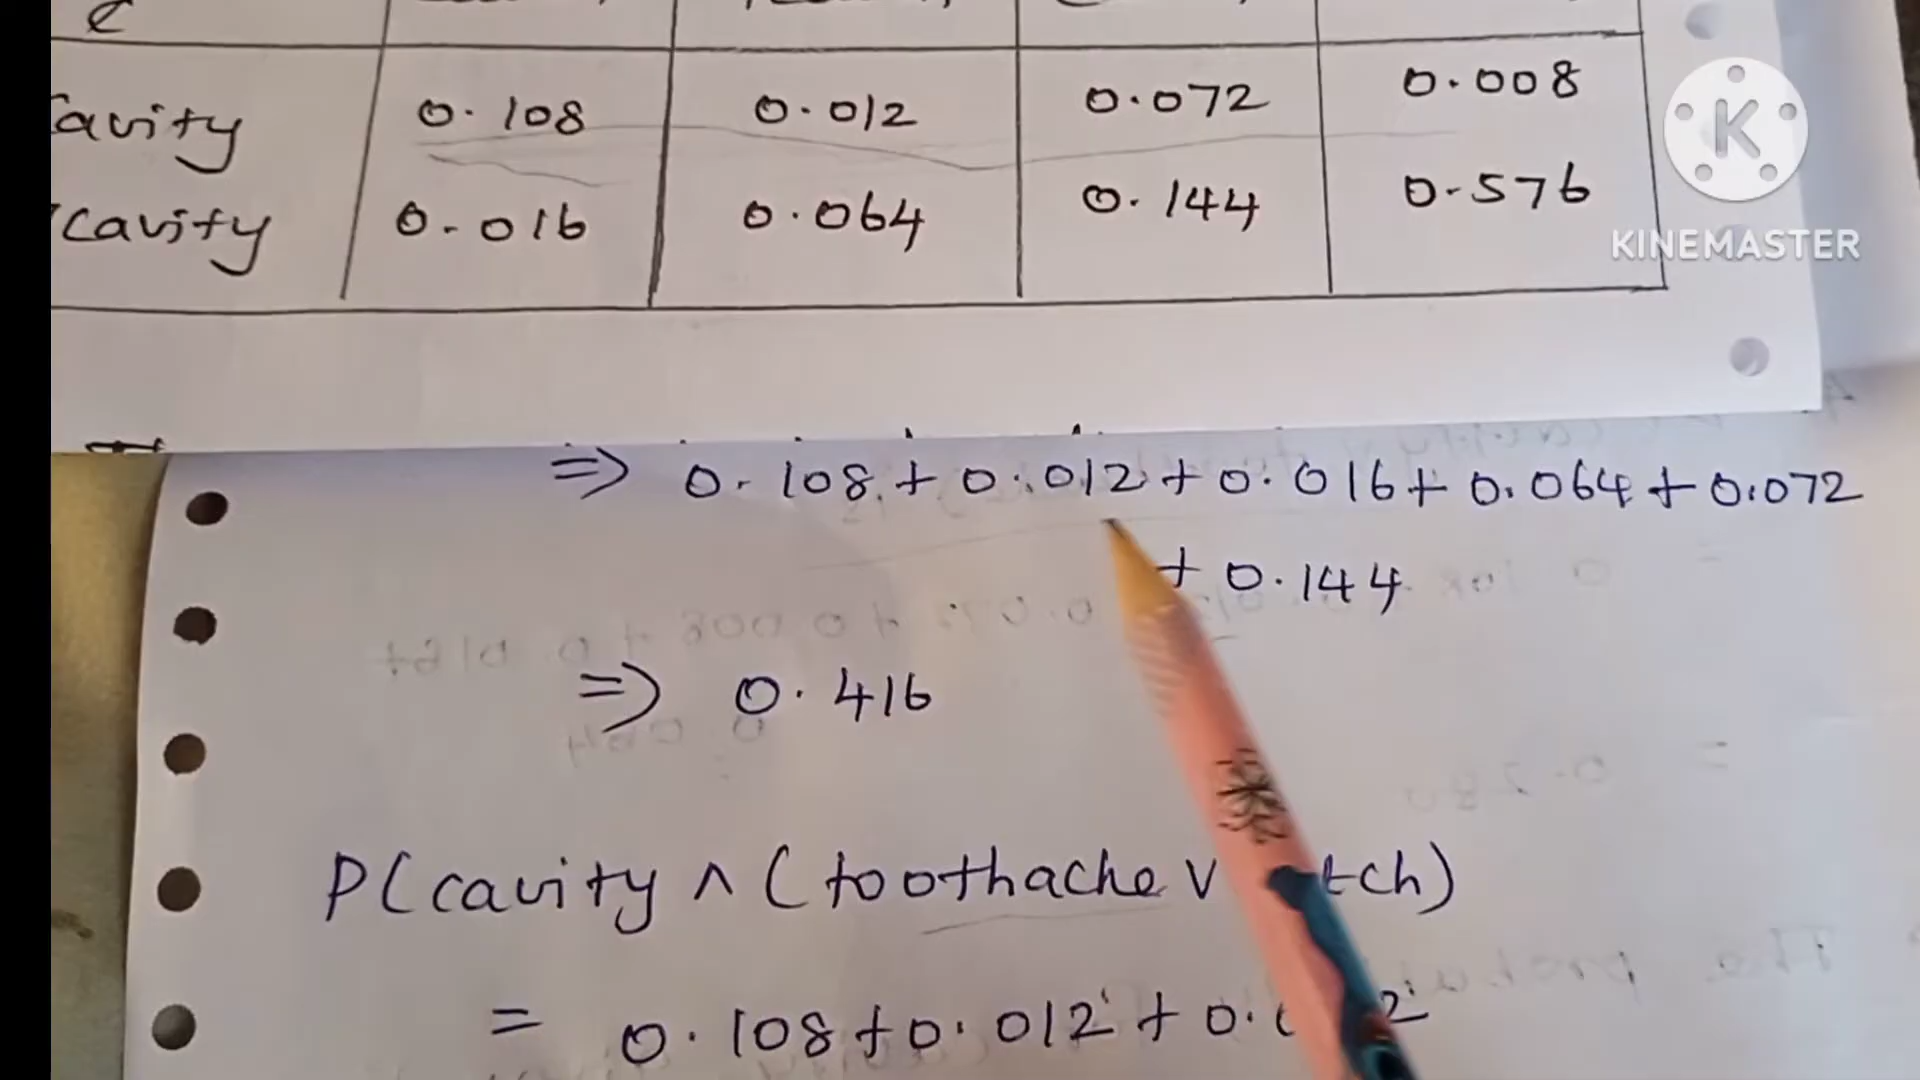 0.108 0.012 0.072 0.008
cavity
cavity 0.016 0.064 0.144 0.576
K
KINEMASTER
=> 0.108 + 0.012 + 0.016 + 0.064 + 0.072
+ 0.144
=> 0.416
P(cavity ∧ (toothache ∨ tch)
= 0.108 + 0.012 + 0.